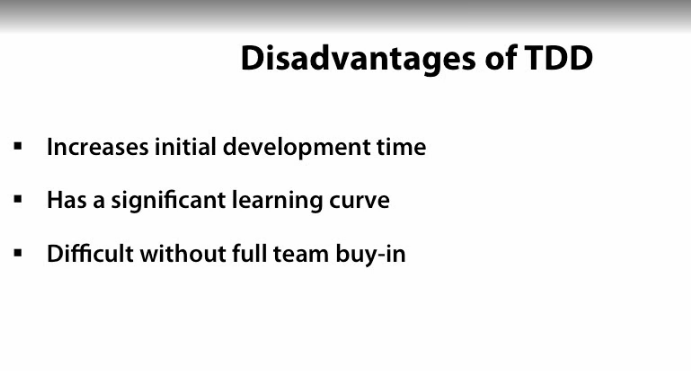 Disadvantages of TDD
▪ Increases initial development time
▪ Has a significant learning curve
▪ Difficult without full team buy-in